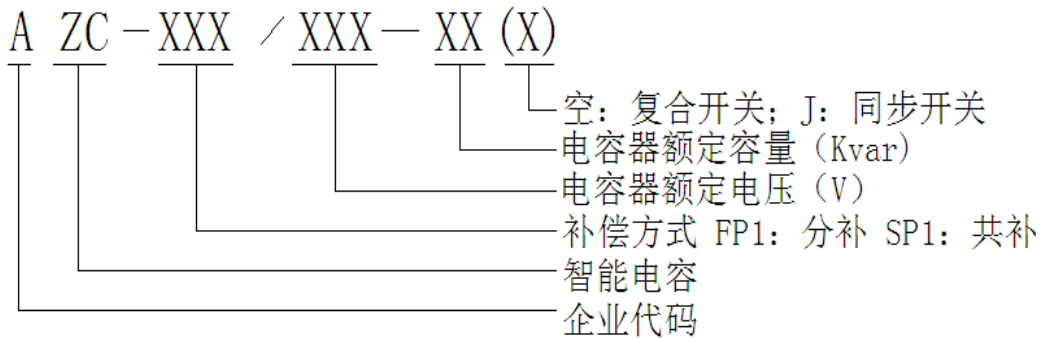 A ZC-XXX / XXX-XX (X)
空：复合开关；J：同步开关
电容器额定容量（Kvar）
电容器额定电压（V）
补偿方式 FP1：分补 SP1：共补
智能电容
企业代码